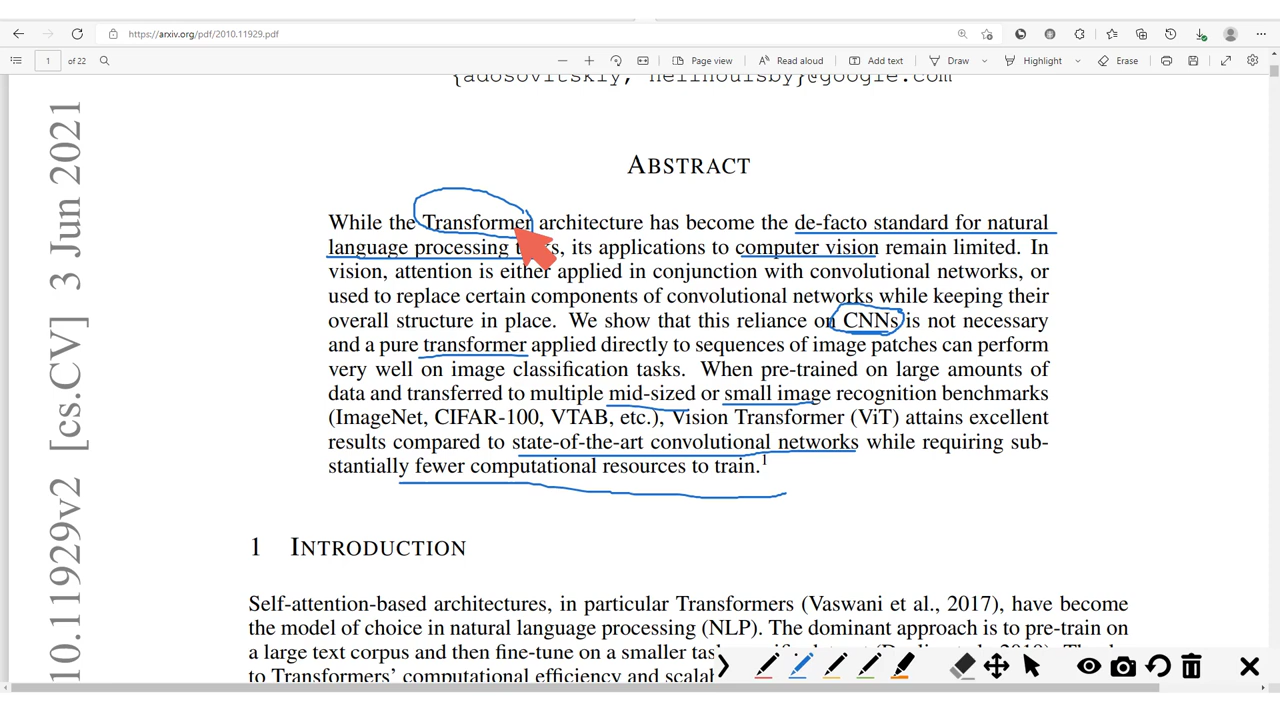 https://arxiv.org/pdf/2010.11929.pdf
1 of 22
Page view
Read aloud
Add text
Draw
Highlight
Erase
{adosovitskiy, neilhoulsby}@google.com
10.11929v2 [cs.CV] 3 Jun 2021
ABSTRACT
While the Transformer architecture has become the de-facto standard for natural
language processing , its applications to computer vision remain limited. In
vision, attention is either applied in conjunction with convolutional networks, or
used to replace certain components of convolutional networks while keeping their
overall structure in place. We show that this reliance on CNNs is not necessary
and a pure transformer applied directly to sequences of image patches can perform
very well on image classification tasks. When pre-trained on large amounts of
data and transferred to multiple mid-sized or small image recognition benchmarks
(ImageNet, CIFAR-100, VTAB, etc.), Vision Transformer (ViT) attains excellent
results compared to state-of-the-art convolutional networks while requiring sub-
stantially fewer computational resources to train.1
1 INTRODUCTION
Self-attention-based architectures, in particular Transformers (Vaswani et al., 2017), have become
the model of choice in natural language processing (NLP). The dominant approach is to pre-train on
a large text corpus and then fine-tune on a smaller
to Transformers' computational efficiency and